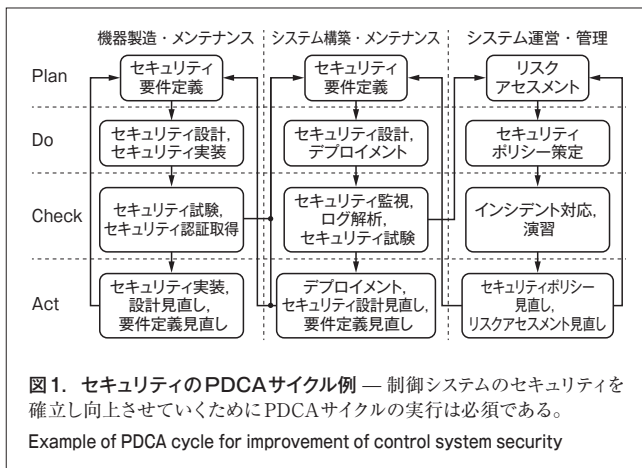 機器製造・メンテナンス
システム構築・メンテナンス
システム運営・管理
Plan
セキュリティ
要件定義
セキュリティ
要件定義
リスク
アセスメント
Do
セキュリティ設計,
セキュリティ実装
セキュリティ設計,
デプロイメント
セキュリティ
ポリシー策定
Check
セキュリティ試験,
セキュリティ認証取得
セキュリティ監視,
ログ解析,
セキュリティ試験
インシデント対応,
演習
Act
セキュリティ実装,
設計見直し,
要件定義見直し
デプロイメント,
セキュリティ設計見直し,
要件定義見直し
セキュリティポリシー
見直し,
リスクアセスメント見直し
図1. セキュリティのPDCAサイクル例 — 制御システムのセキュリティを
確立し向上させていくためにPDCAサイクルの実行は必須である。
Example of PDCA cycle for improvement of control system security